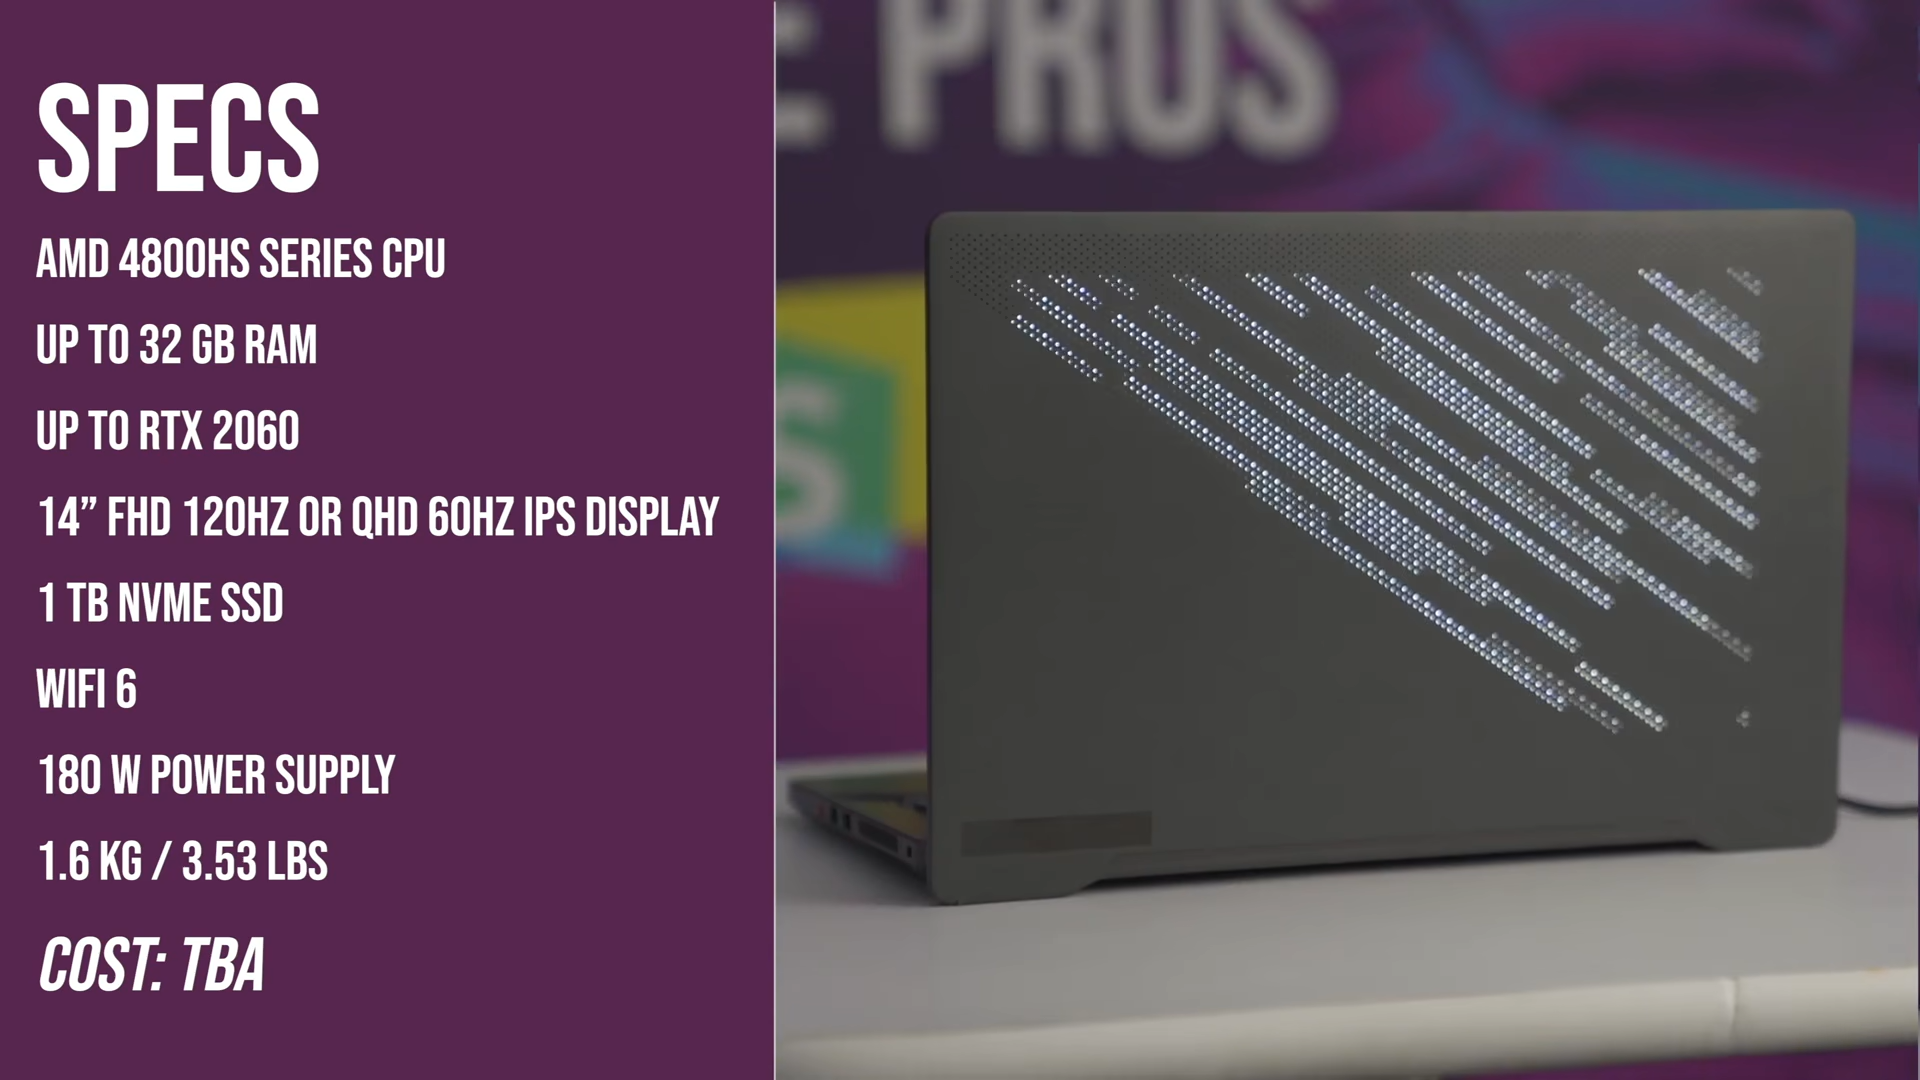 SPECS
AMD 4800HS SERIES CPU
UP TO 32 GB RAM
UP TO RTX 2060
14” FHD 120HZ OR QHD 60HZ IPS DISPLAY
1 TB NVME SSD
WIFI 6
180 W POWER SUPPLY
1.6 KG / 3.53 LBS
COST: TBA
E PROS
S